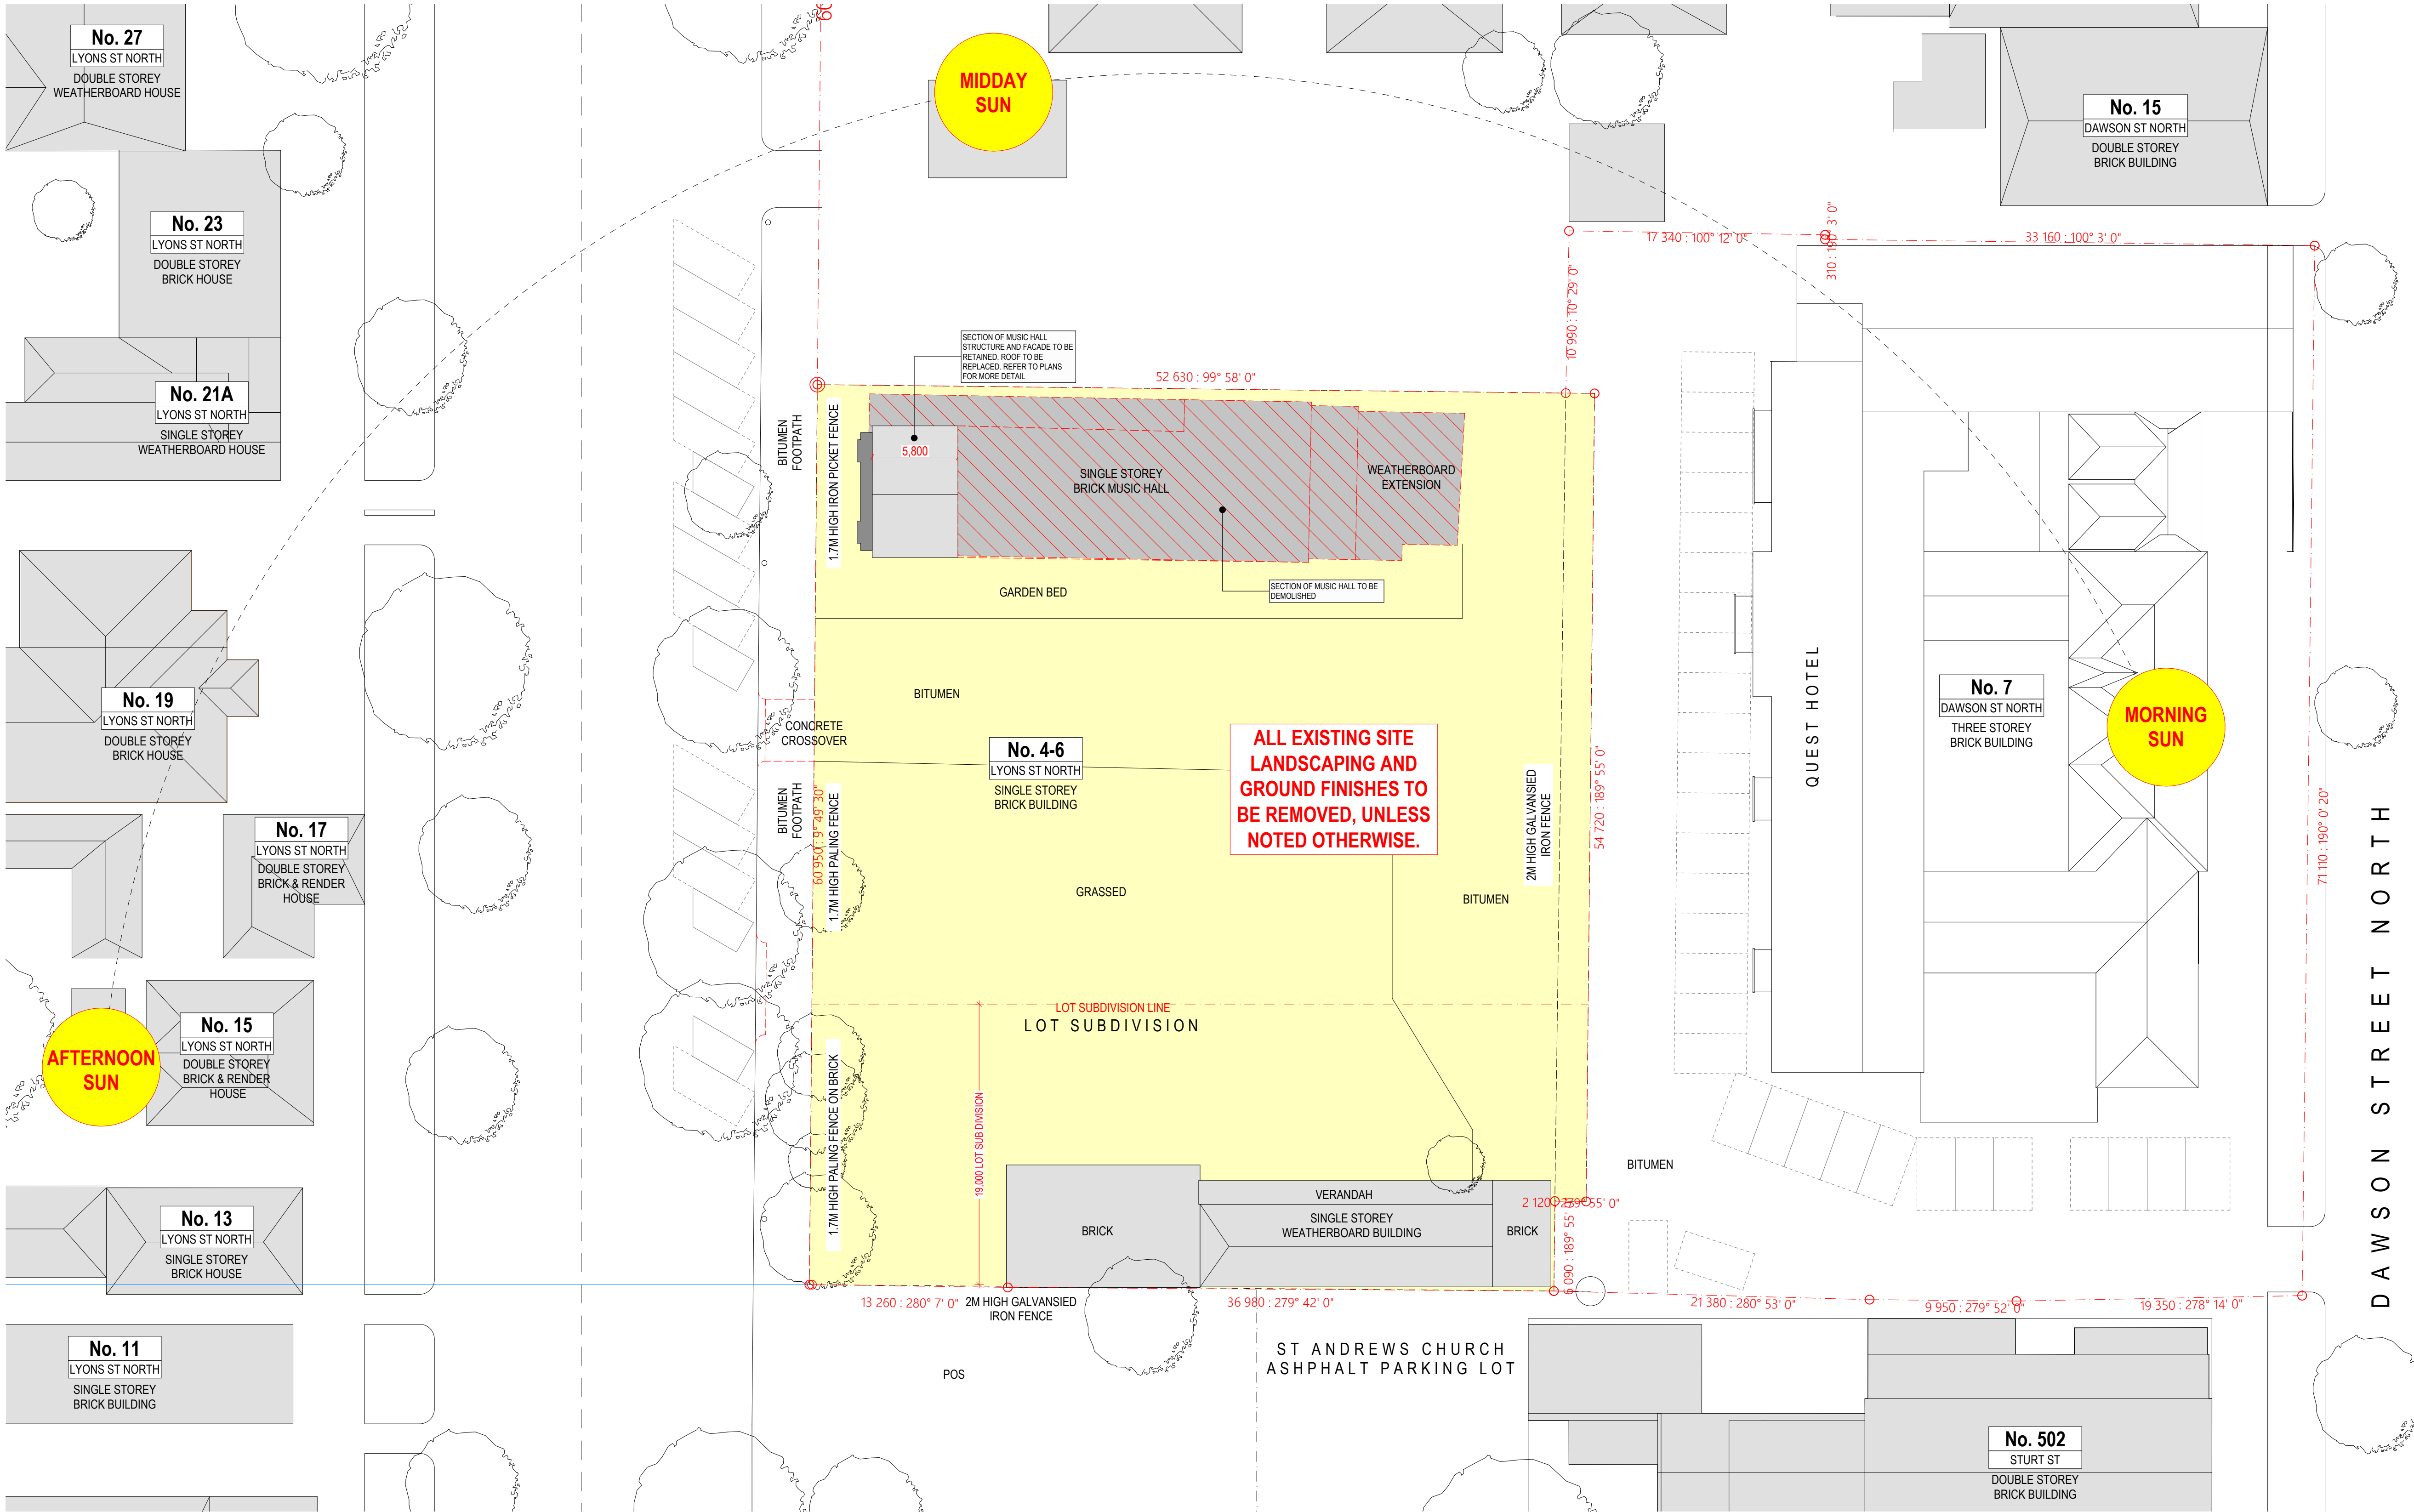 No. 27
LYONS ST NORTH
DOUBLE STOREY
WEATHERBOARD HOUSE
MIDDAY
SUN
No. 15
DAWSON ST NORTH
DOUBLE STOREY
BRICK BUILDING
No. 23
LYONS ST NORTH
DOUBLE STOREY
BRICK HOUSE
17 340 : 100° 12' 0"
310 : 190° 3' 0"
33 160 : 100° 3' 0"
10 990 : 10° 29' 0"
No. 21A
LYONS ST NORTH
SINGLE STOREY
WEATHERBOARD HOUSE
SECTION OF MUSIC HALL
STRUCTURE AND FACADE TO BE
RETAINED. ROOF TO BE
REPLACED. REFER TO PLANS
FOR MORE DETAIL
52 630 : 99° 58' 0"
BITUMEN
FOOTPATH
1.7M HIGH IRON PICKET FENCE
5,800
SINGLE STOREY
BRICK MUSIC HALL
WEATHERBOARD
EXTENSION
GARDEN BED
SECTION OF MUSIC HALL TO BE
DEMOLISHED
No. 19
LYONS ST NORTH
DOUBLE STOREY
BRICK HOUSE
BITUMEN
CONCRETE
CROSSOVER
No. 4-6
LYONS ST NORTH
SINGLE STOREY
BRICK BUILDING
ALL EXISTING SITE
LANDSCAPING AND
GROUND FINISHES TO
BE REMOVED, UNLESS
NOTED OTHERWISE.
2M HIGH GALVANSIED
IRON FENCE
54 720 : 189° 55' 0"
QUEST HOTEL
No. 7
DAWSON ST NORTH
THREE STOREY
BRICK BUILDING
MORNING
SUN
71 110 : 190° 0' 20"
DAWSON STREET NORTH
No. 17
LYONS ST NORTH
DOUBLE STOREY
BRICK & RENDER
HOUSE
BITUMEN
FOOTPATH
60 950 : 9° 49' 30"
1.7M HIGH PALING FENCE
GRASSED
BITUMEN
AFTERNOON
SUN
No. 15
LYONS ST NORTH
DOUBLE STOREY
BRICK & RENDER
HOUSE
LOT SUBDIVISION LINE
LOT SUBDIVISION
1.7M HIGH PALING FENCE ON BRICK
19.000 LOT SUB DIVISION
BITUMEN
No. 13
LYONS ST NORTH
SINGLE STOREY
BRICK HOUSE
BRICK
VERANDAH
SINGLE STOREY
WEATHERBOARD BUILDING
BRICK
2 120 : 279° 55' 0"
6 090 : 189° 55' 0"
13 260 : 280° 7' 0"
2M HIGH GALVANSIED
IRON FENCE
36 980 : 279° 42' 0"
21 380 : 280° 53' 0"
9 950 : 279° 52' 0"
19 350 : 278° 14' 0"
No. 11
LYONS ST NORTH
SINGLE STOREY
BRICK BUILDING
POS
ST ANDREWS CHURCH
ASHPHALT PARKING LOT
No. 502
STURT ST
DOUBLE STOREY
BRICK BUILDING